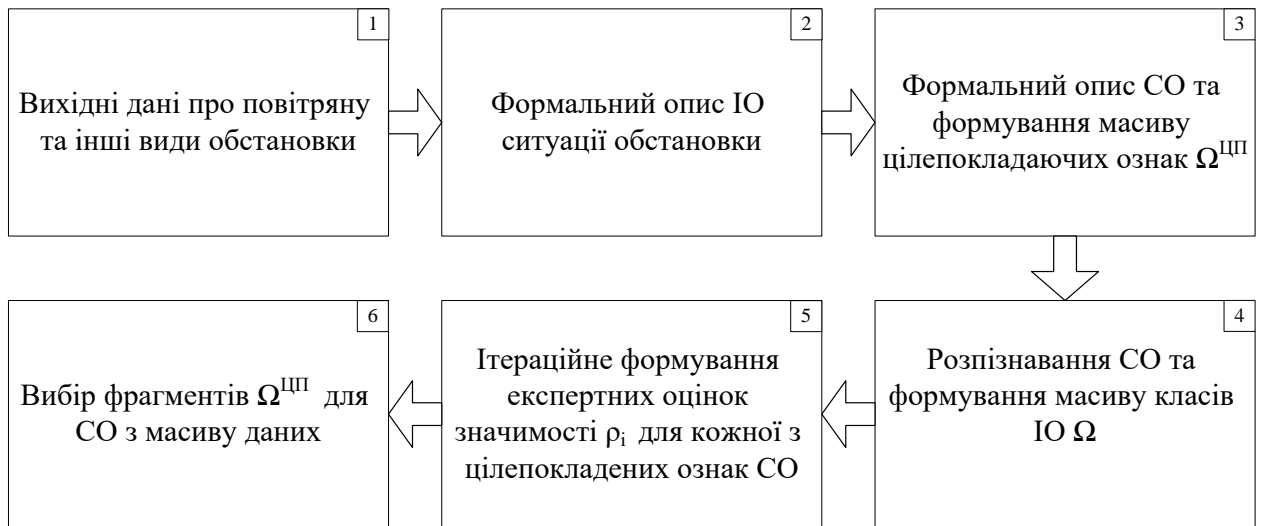 1
Вихідні дані про повітряну
та інші види обстановки
2
Формальний опис ІО
ситуації обстановки
3
Формальний опис СО та
формування масиву
цілепокладаючих ознак Ω^ЦП
4
Розпізнавання СО та
формування масиву класів
ІО Ω
5
Ітераційне формування
експертних оцінок
значимості ρi для кожної з
цілепокладених ознак СО
6
Вибір фрагментів Ω^ЦП для
СО з масиву даних